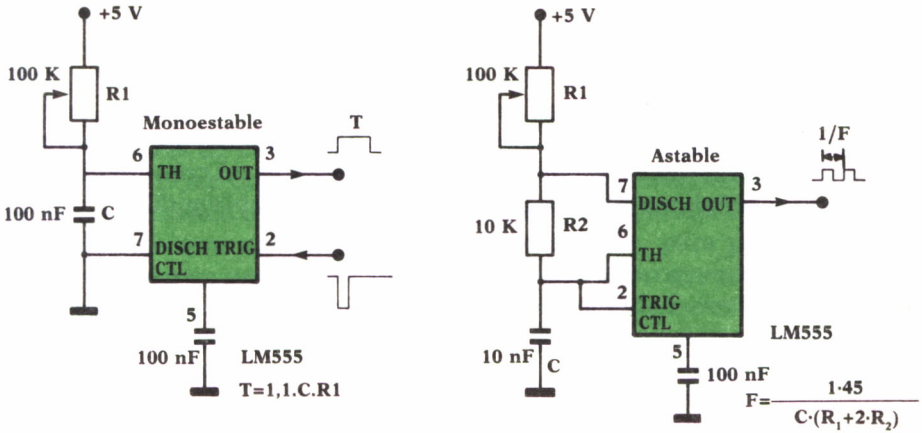 +5 V
100 K
R1
Monoestable
T
6
3
TH
OUT
100 nF
C
7
DISCH
TRIG
2
CTL
5
100 nF
LM555
T=1,1.C.R1
+5 V
100 K
R1
Astable
1/F
7
3
DISCH
OUT
10 K
R2
6
TH
2
TRIG
CTL
10 nF
C
5
LM555
100 nF
F= 1·45
C·(R₁+2·R₂)